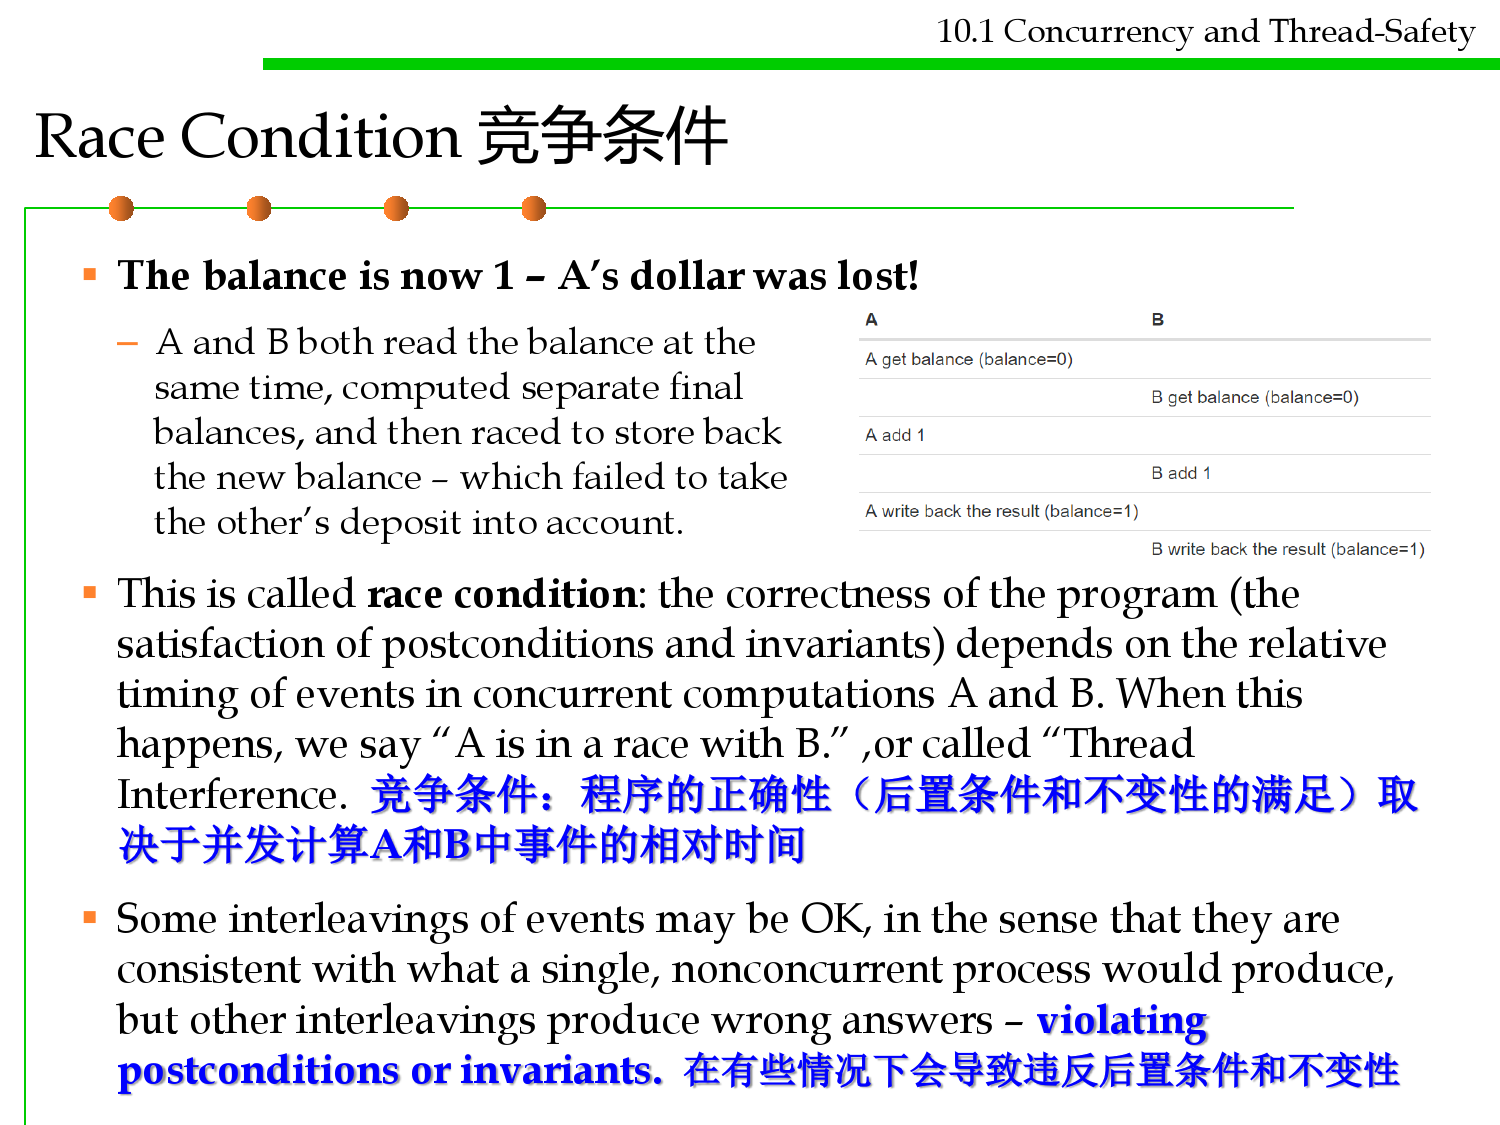 10.1 Concurrency and Thread-Safety
Race Condition 竞争条件
The balance is now 1 – A’s dollar was lost!
– A and B both read the balance at the
same time, computed separate final
balances, and then raced to store back
the new balance – which failed to take
the other’s deposit into account.
A B
A get balance (balance=0)
B get balance (balance=0)
A add 1
B add 1
A write back the result (balance=1)
B write back the result (balance=1)
This is called race condition: the correctness of the program (the
satisfaction of postconditions and invariants) depends on the relative
timing of events in concurrent computations A and B. When this
happens, we say “A is in a race with B.” ,or called “Thread
Interference. 竞争条件：程序的正确性（后置条件和不变性的满足）取
决于并发计算A和B中事件的相对时间
Some interleavings of events may be OK, in the sense that they are
consistent with what a single, nonconcurrent process would produce,
but other interleavings produce wrong answers – violating
postconditions or invariants. 在有些情况下会导致违反后置条件和不变性